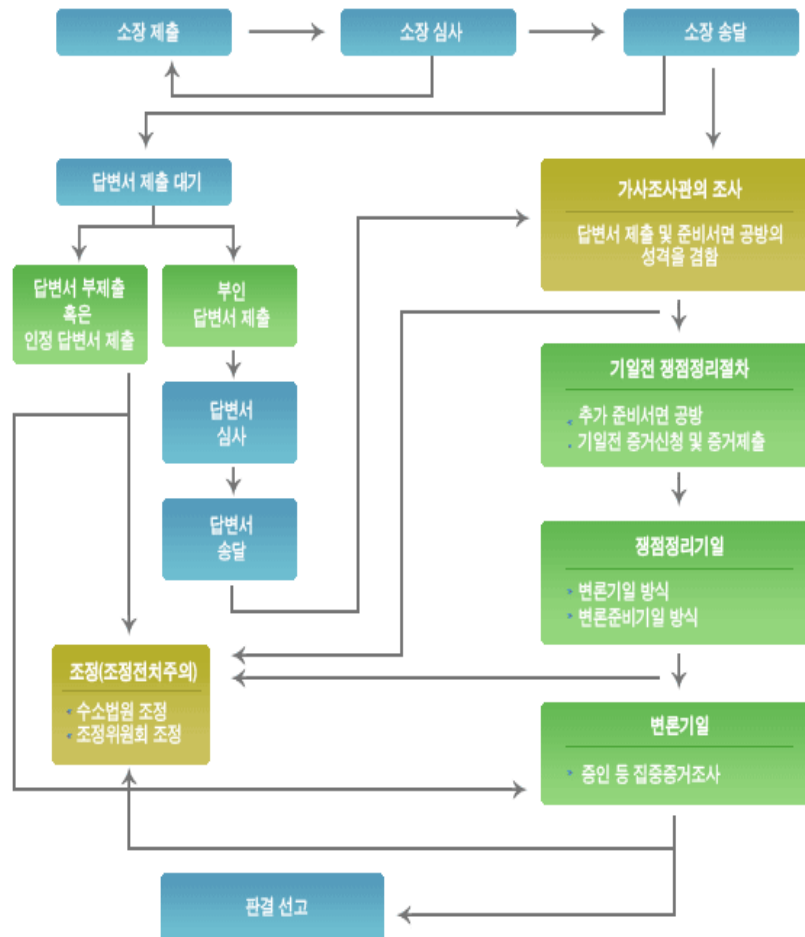 소장 제출
소장 심사
소장 송달
답변서 제출 대기
가사조사관의 조사
답변서 제출 및 준비서면 공방의
성격을 겸함
답변서 부제출
혹은
인정 답변서 제출
부인
답변서 제출
기일전 쟁점정리절차
추가 준비서면 공방
기일전 증거신청 및 증거제출
답변서
심사
답변서
송달
쟁점정리기일
변론기일 방식
변론준비기일 방식
조정(조정전치주의)
수소법원 조정
조정위원회 조정
변론기일
증인 등 집중증거조사
판결 선고